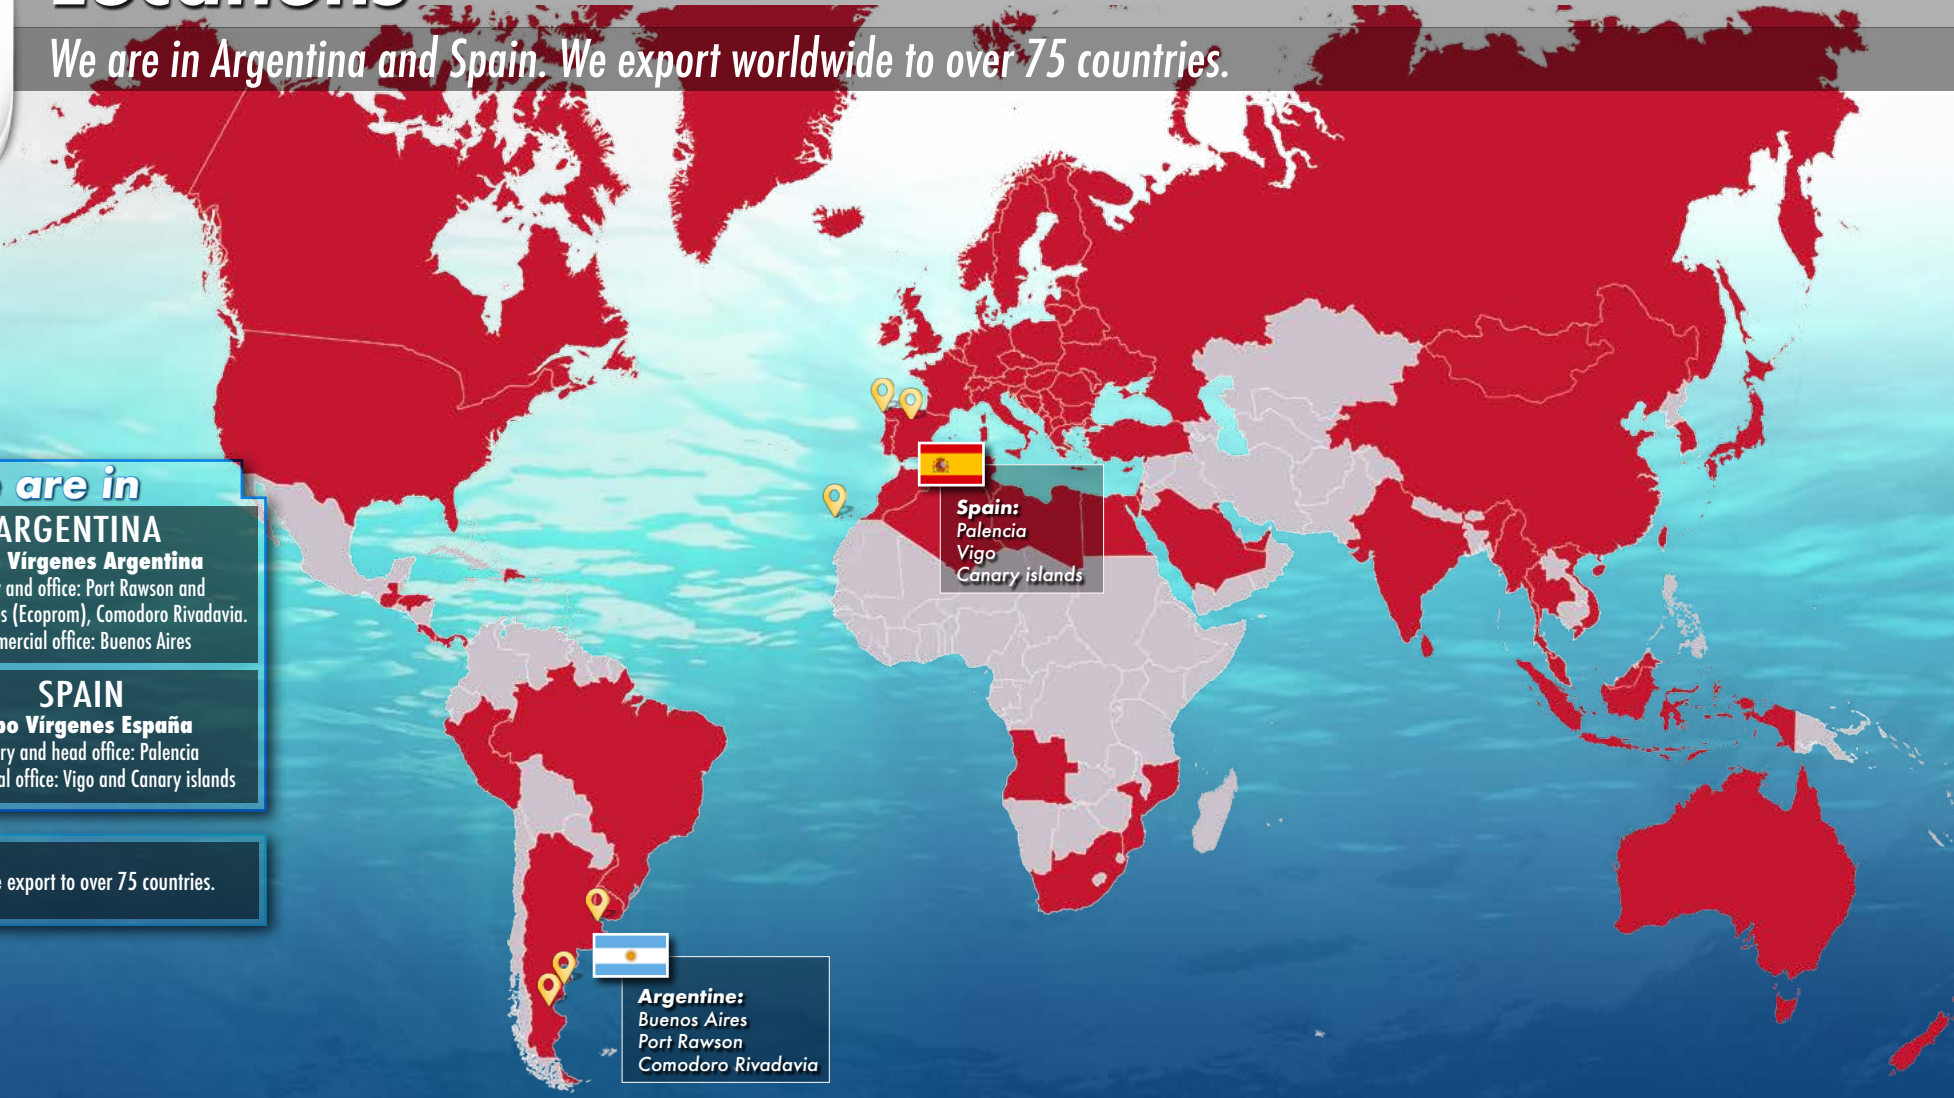 We are in Argentina and Spain. We export worldwide to over 75 countries.
are in
ARGENTINA
Vírgenes Argentina
and office: Port Rawson and
(Ecoprom), Comodoro Rivadavia.
office: Buenos Aires
SPAIN
Vírgenes España
and head office: Palencia
office: Vigo and Canary islands
export to over 75 countries.
Spain:
Palencia
Vigo
Canary islands
Argentine:
Buenos Aires
Port Rawson
Comodoro Rivadavia